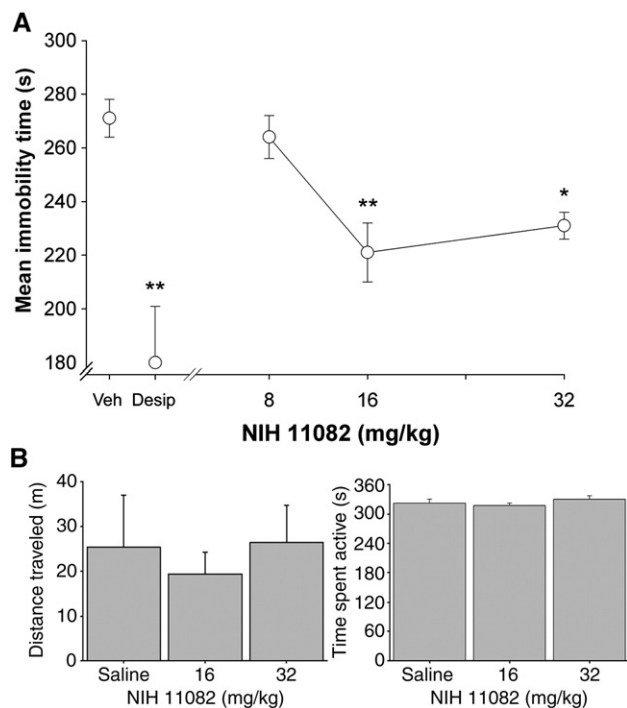 A
Mean immobility time (s)
300
280
260
240
220
200
180
**
**
*
Veh Desip 8 16 32
NIH 11082 (mg/kg)
B
Distance traveled (m)
40
30
20
10
0
Saline 16 32
NIH 11082 (mg/kg)
Time spent active (s)
360
300
240
180
120
60
0
Saline 16 32
NIH 11082 (mg/kg)